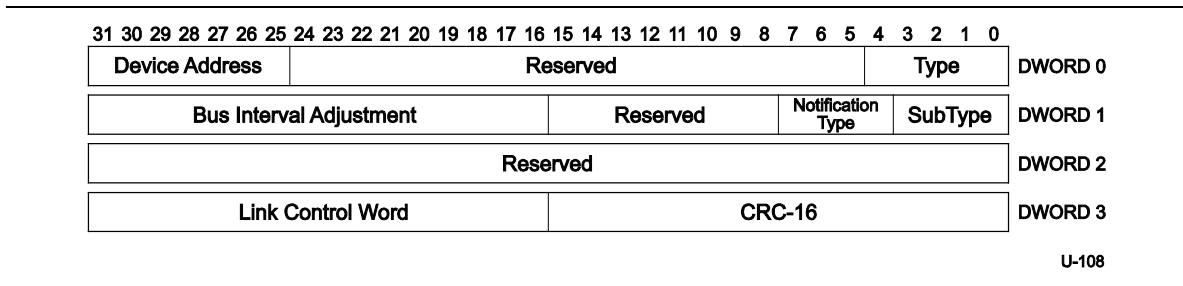 31 30 29 28 27 26 25 24 23 22 21 20 19 18 17 16 15 14 13 12 11 10 9 8 7 6 5 4 3 2 1 0
Device Address Reserved Type DWORD 0
Bus Interval Adjustment Reserved Notification Type SubType DWORD 1
Reserved DWORD 2
Link Control Word CRC-16 DWORD 3
U-108